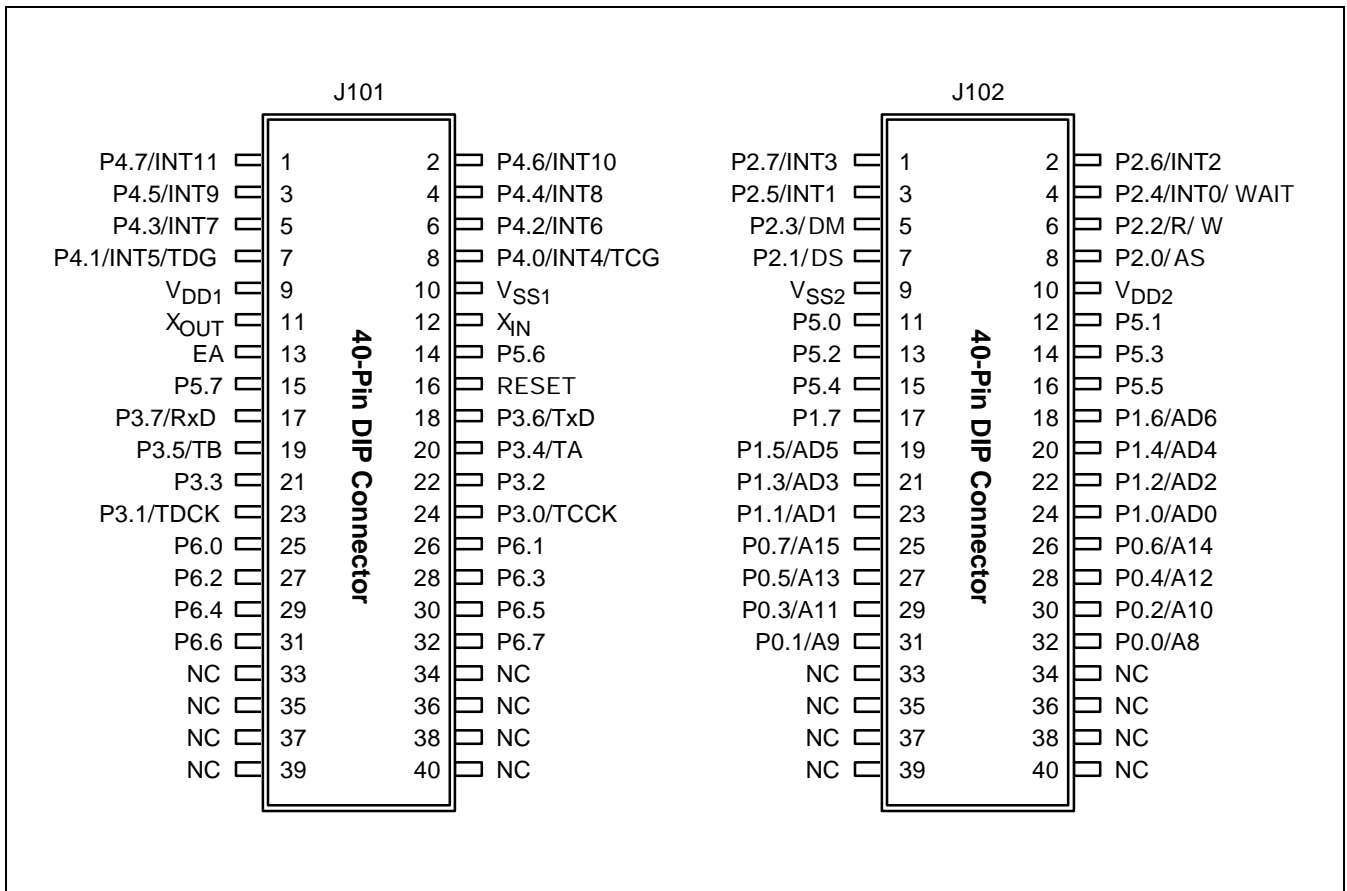 J101 J102
P4.7/INT11 1 2 P4.6/INT10 P2.7/INT3 1 2 P2.6/INT2
P4.5/INT9 3 4 P4.4/INT8 P2.5/INT1 3 4 P2.4/INT0/ WAIT
P4.3/INT7 5 6 P4.2/INT6 P2.3/ DM 5 6 P2.2/R/ W
P4.1/INT5/TDG 7 8 P4.0/INT4/TCG P2.1/DS 7 8 P2.0/ AS
VDD1 9 10 VSS1 VSS2 9 10 VDD2
XOUT 11 12 XIN P5.0 11 12 P5.1
EA 13 14 P5.6 P5.2 13 14 P5.3
P5.7 15 16 RESET P5.4 15 16 P5.5
P3.7/RxD 17 18 P3.6/TxD P1.7 17 18 P1.6/AD6
P3.5/TB 19 20 P3.4/TA P1.5/AD5 19 20 P1.4/AD4
P3.3 21 22 P3.2 P1.3/AD3 21 22 P1.2/AD2
P3.1/TDCK 23 24 P3.0/TCCK P1.1/AD1 23 24 P1.0/AD0
P6.0 25 26 P6.1 P0.7/A15 25 26 P0.6/A14
P6.2 27 28 P6.3 P0.5/A13 27 28 P0.4/A12
P6.4 29 30 P6.5 P0.3/A11 29 30 P0.2/A10
P6.6 31 32 P6.7 P0.1/A9 31 32 P0.0/A8
NC 33 34 NC NC 33 34 NC
NC 35 36 NC NC 35 36 NC
NC 37 38 NC NC 37 38 NC
NC 39 40 NC NC 39 40 NC
40-Pin DIP Connector
40-Pin DIP Connector